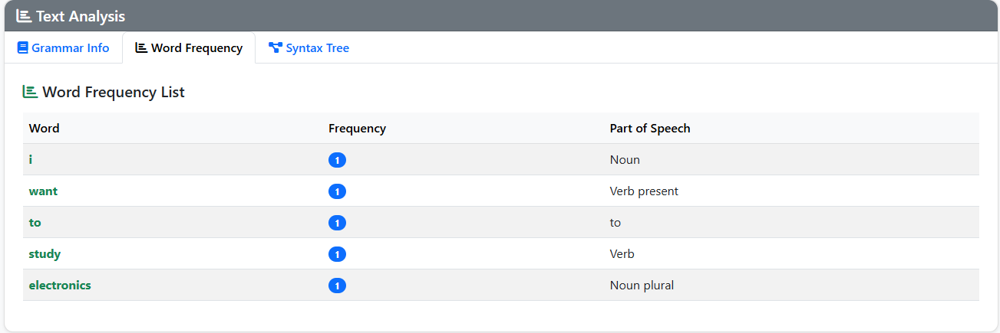 Text Analysis
Grammar Info Word Frequency Syntax Tree
Word Frequency List
Word Frequency Part of Speech
i 1 Noun
want 1 Verb present
to 1 to
study 1 Verb
electronics 1 Noun plural